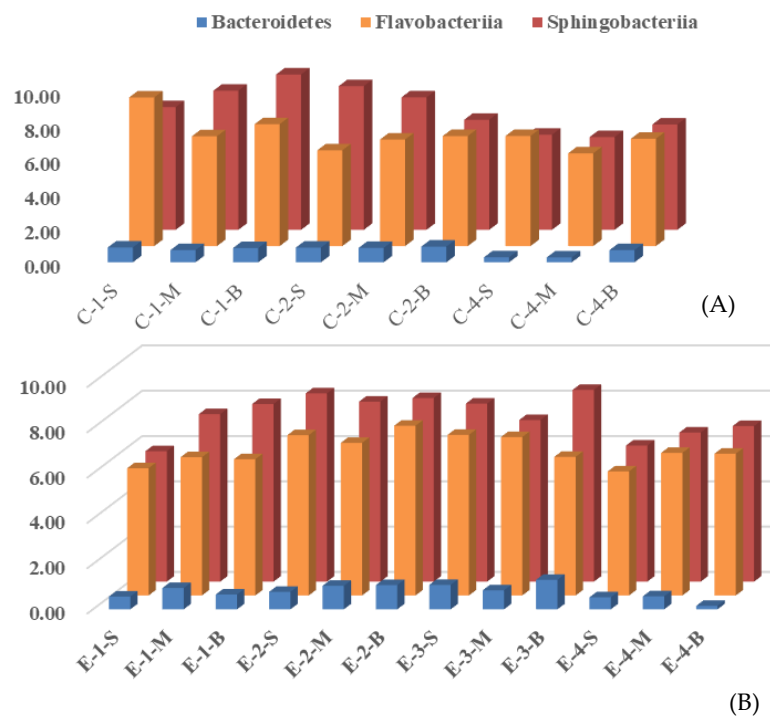 Bacteroidetes Flavobacteriia Sphingobacteriia
10.00
8.00
6.00
4.00
2.00
0.00
C-1-S C-1-M C-1-B C-2-S C-2-M C-2-B C-4-S C-4-M C-4-B
(A)
10.00
8.00
6.00
4.00
2.00
0.00
E-1-S E-1-M E-1-B E-2-S E-2-M E-2-B E-3-S E-3-M E-3-B E-4-S E-4-M E-4-B
(B)